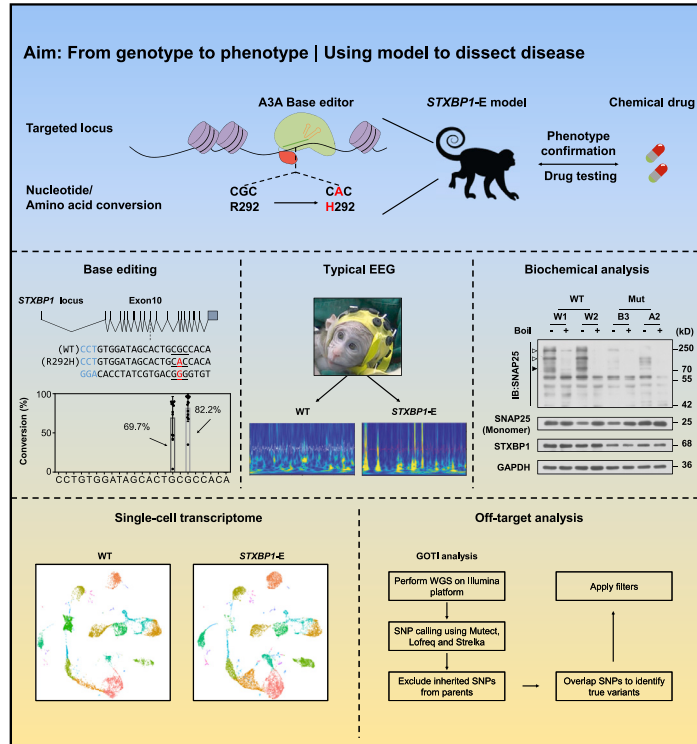 Aim: From genotype to phenotype | Using model to dissect disease
A3A Base editor
STXBP1-E model
Chemical drug
Targeted locus
Phenotype
confirmation
Drug testing
Nucleotide/
Amino acid conversion
CGC
R292
CAC
H292
Base editing
STXBP1 locus
Exon10
(WT) CCTGTGGATAGCACTGCGCCACA
(R292H) CCTGTGGATAGCACTGCACCACA
GGACACCTATCGTGACGGGGTGT
Conversion (%)
100
50
0
69.7%
82.2%
CCTGTGGATAGCACTGCGCCACA
Typical EEG
WT
STXBP1-E
Biochemical analysis
WT
Mut
W1
W2
B3
A2
Boil
- + - + - + - +
(kD)
IB:SNAP25
250
70
55
SNAP25
(Monomer)
25
STXBP1
68
GAPDH
36
Single-cell transcriptome
WT
STXBP1-E
Off-target analysis
GOTI analysis
Perform WGS on Illumina
platform
SNP calling using Mutect,
Lofreq and Strelka
Exclude inherited SNPs
from parents
Overlap SNPs to identify
true variants
Apply filters